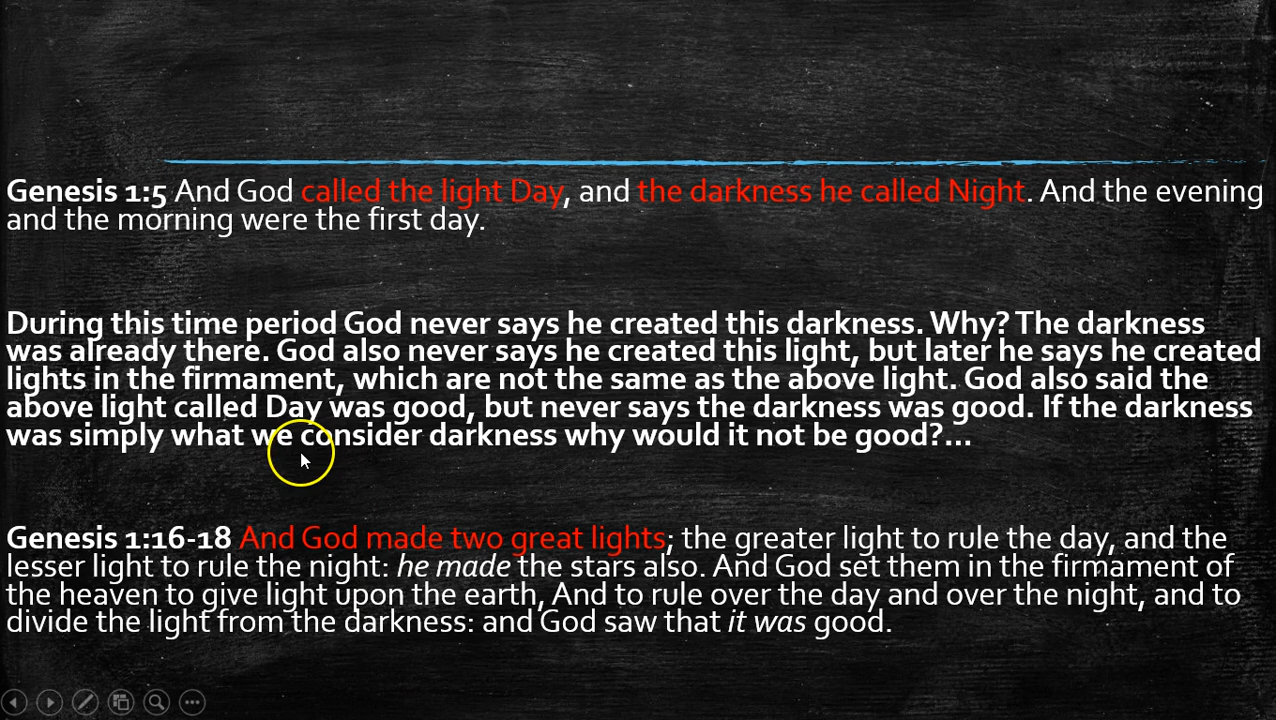 Genesis 1:5 And God called the light Day, and the darkness he called Night. And the evening
and the morning were the first day.
During this time period God never says he created this darkness. Why? The darkness
was already there. God also never says he created this light, but later he says he created
lights in the firmament, which are not the same as the above light. God also said the
above light called Day was good, but never says the darkness was good. If the darkness
was simply what we consider darkness why would it not be good?...
Genesis 1:16-18 And God made two great lights; the greater light to rule the day, and the
lesser light to rule the night: he made the stars also. And God set them in the firmament of
the heaven to give light upon the earth, And to rule over the day and over the night, and to
divide the light from the darkness: and God saw that it was good.